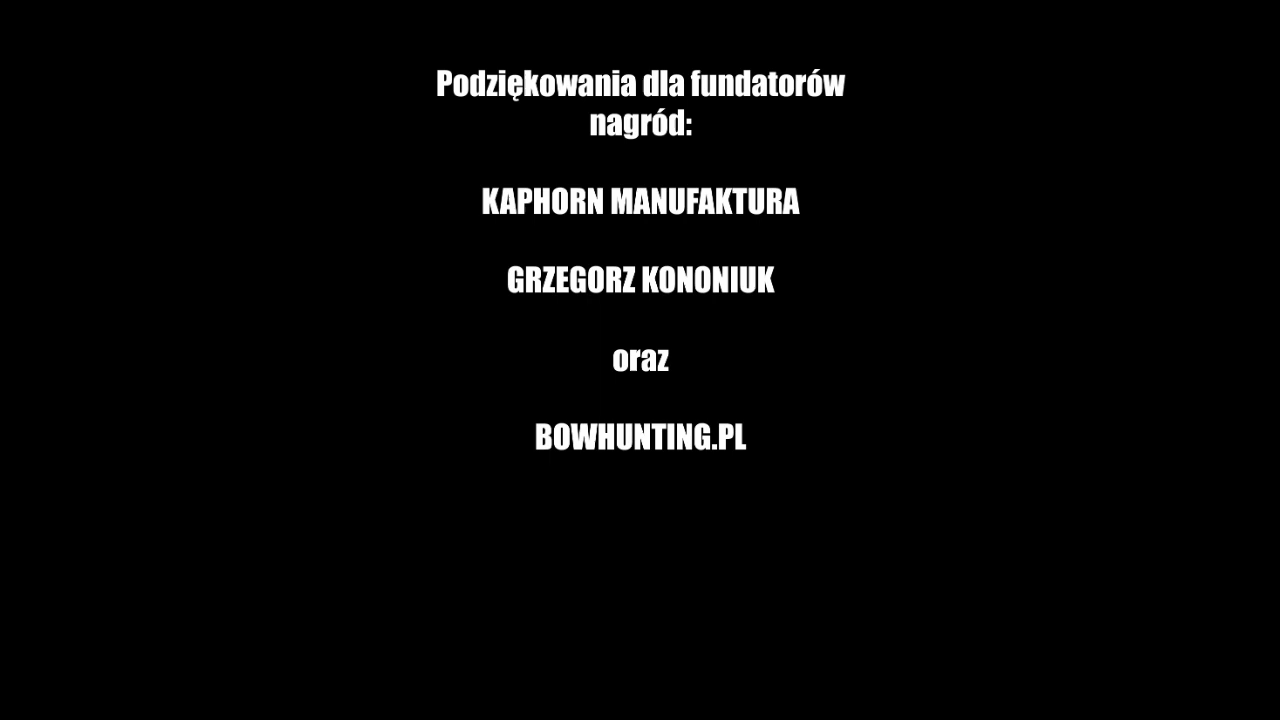 Podziękowania dla fundatorów
nagród:
KAPHORN MANUFAKTURA
GRZEGORZ KONONIUK
oraz
BOWHUNTING.PL